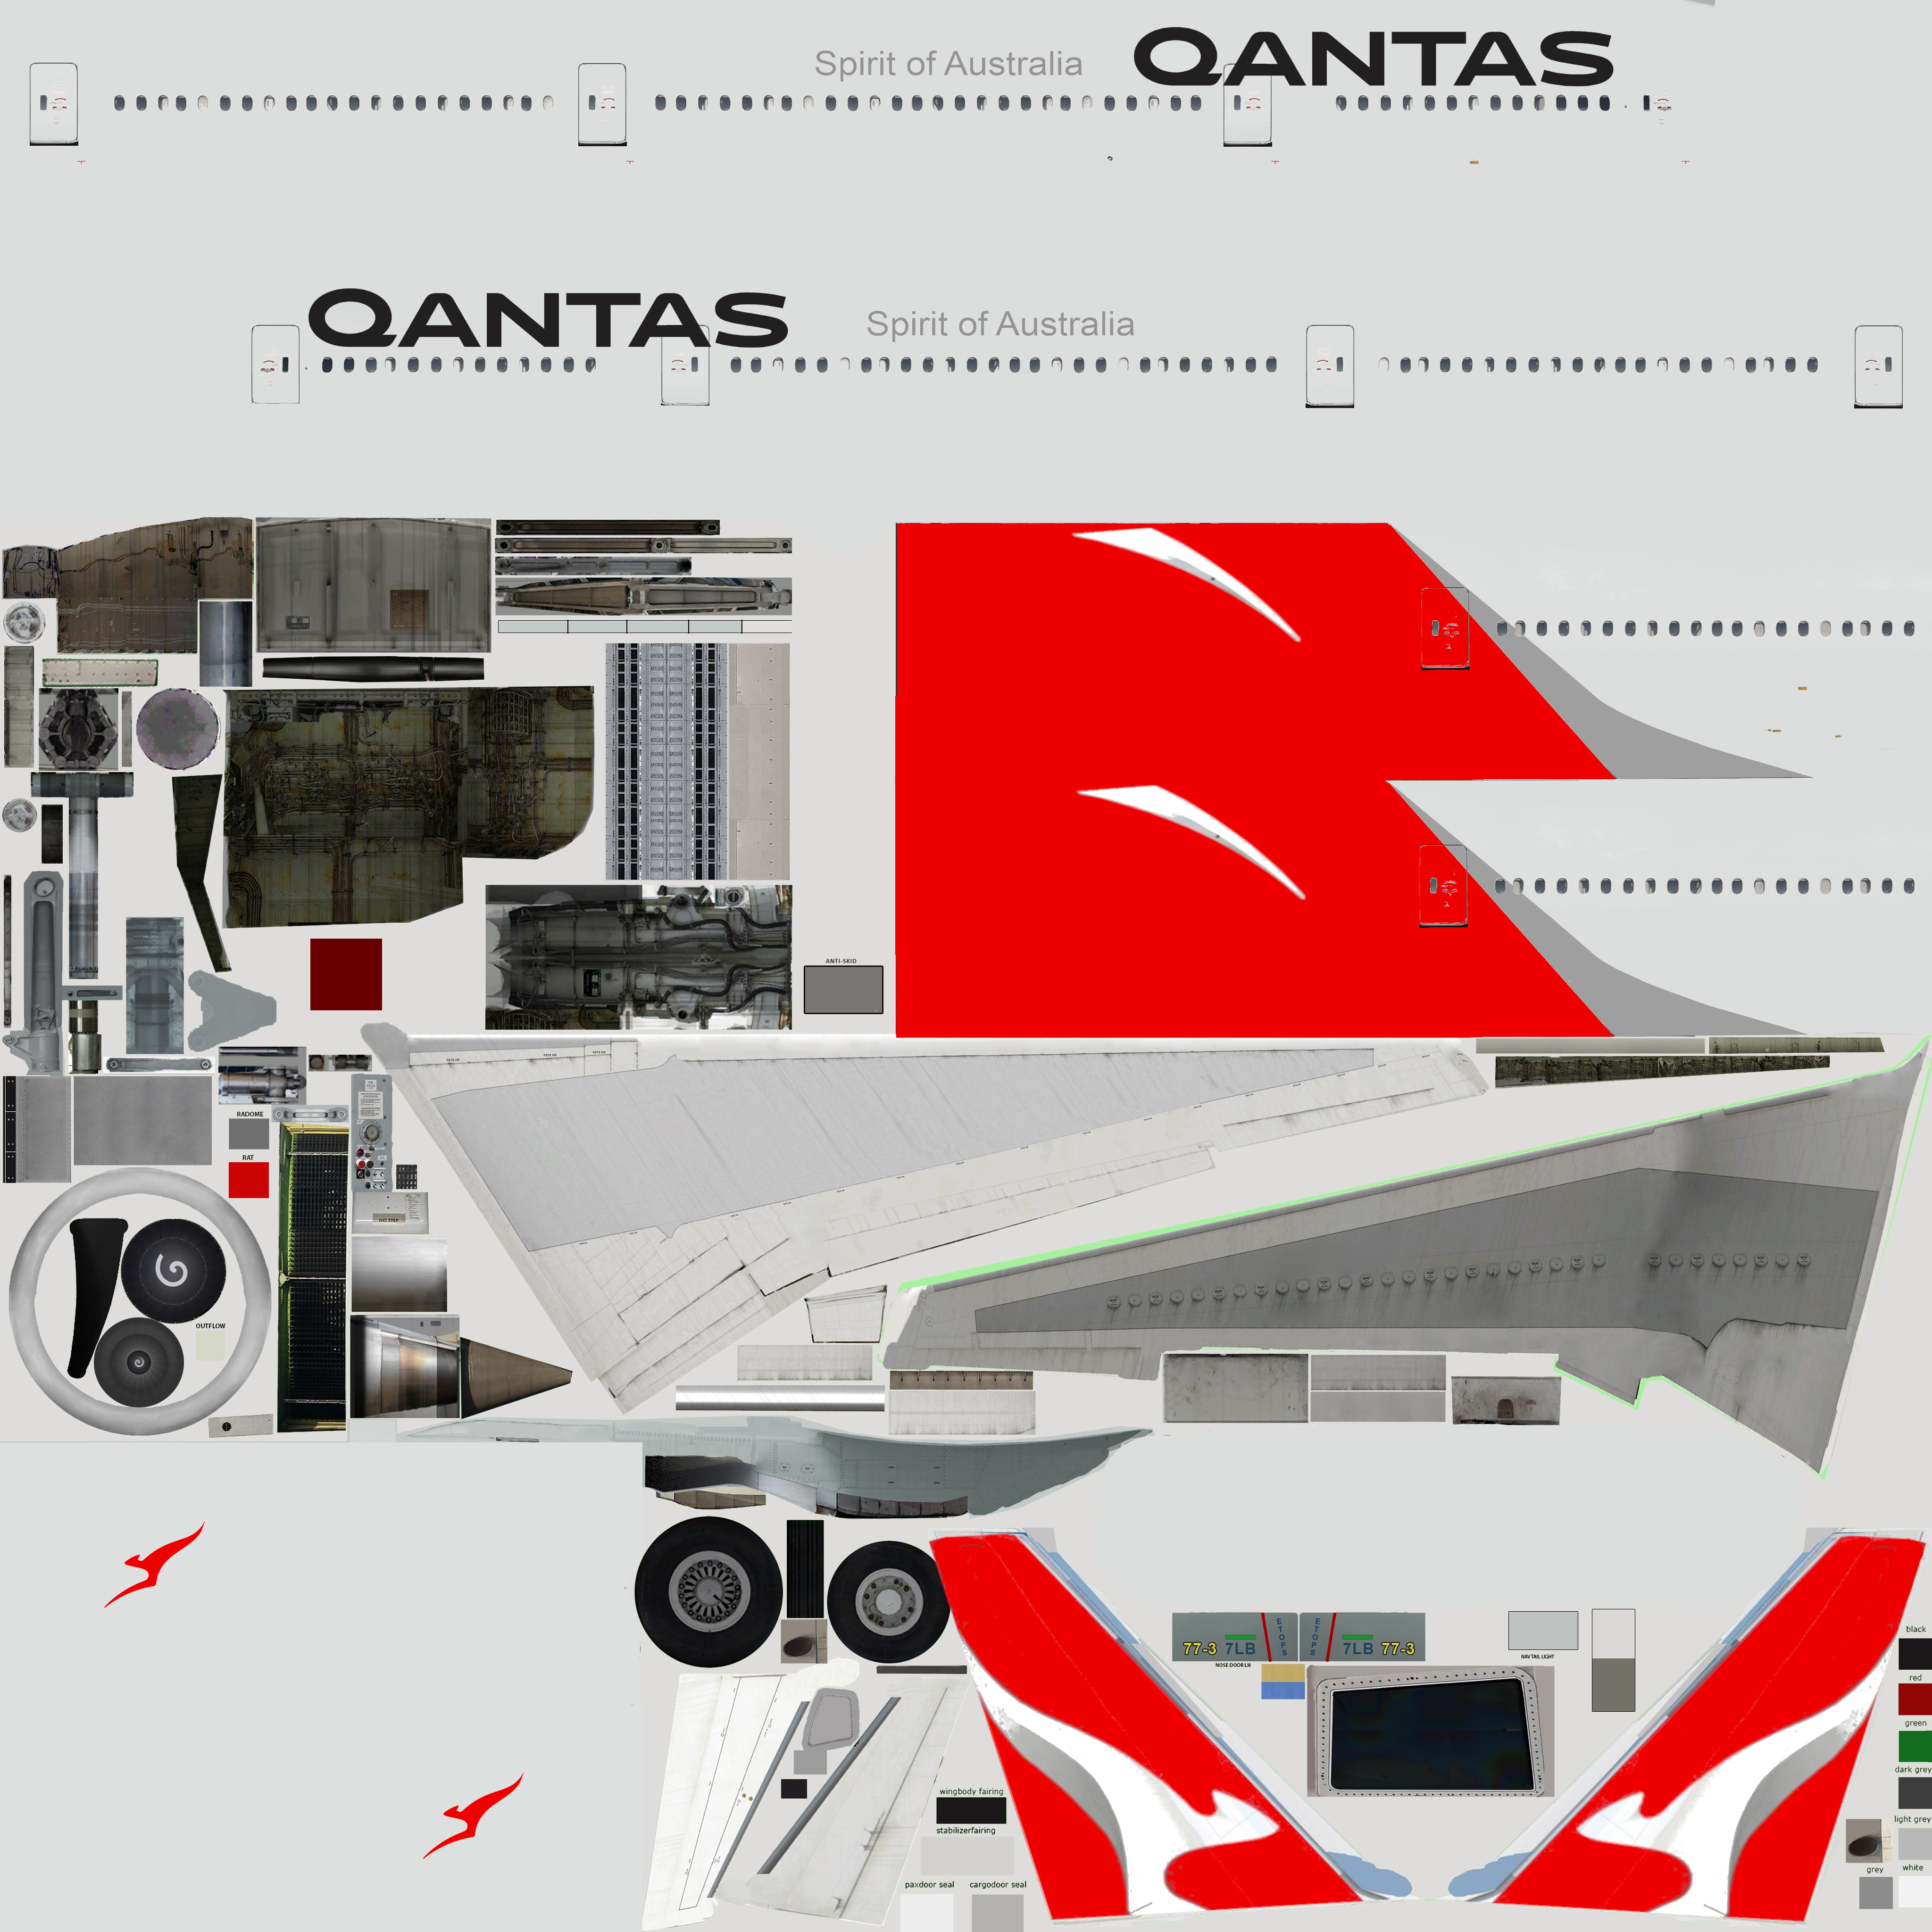 QANTAS
Spirit of Australia
QANTAS
Spirit of Australia
ANTI-SKID
RADOME
RAT
NO STEP
OUTFLOW
ETOPS
ETOPS
77-3 7LB
7LB 77-3
NOSE DOOR LH
NAV TAIL LIGHT
black
red
green
dark grey
light grey
grey
white
wingbody fairing
stabilizerfairing
paxdoor seal
cargodoor seal